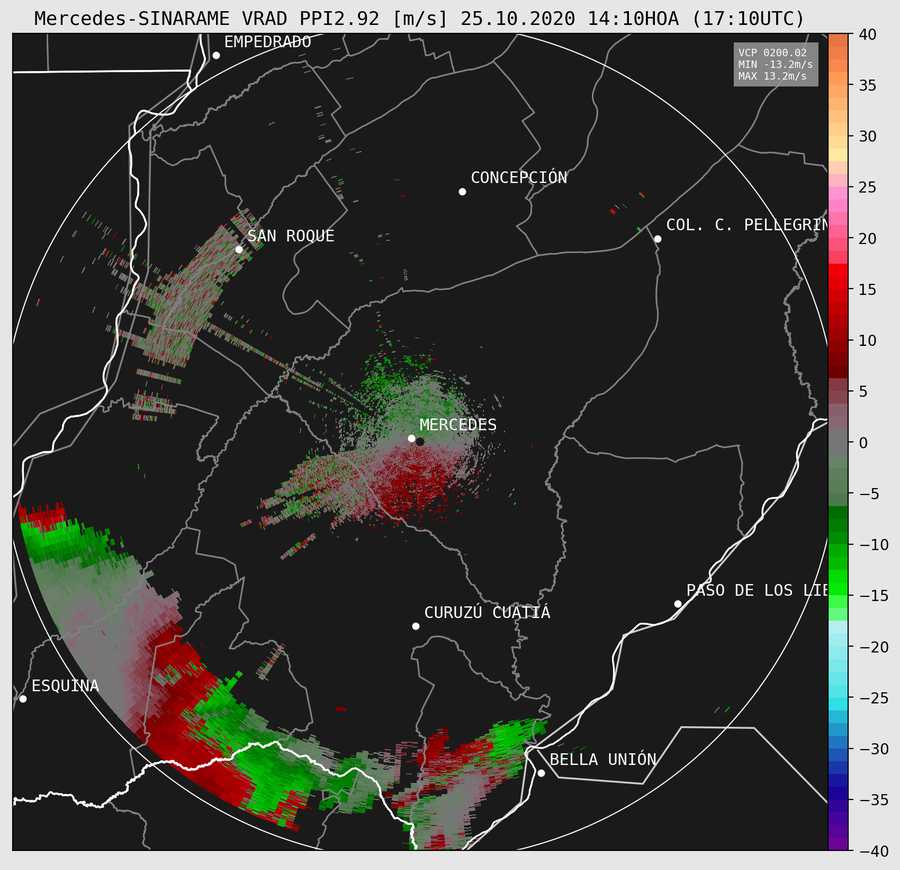 Mercedes-SINARAME VRAD PPI2.92 [m/s] 25.10.2020 14:10HOA (17:10UTC)
EMPEDRADO
VCP 0200.02
MIN -13.2m/s
MAX 13.2m/s
CONCEPCIÓN
COL. C. PELLEGRIN
SAN ROQUE
MERCEDES
PASO DE LOS LIE
CURUZÚ CUATIÁ
ESQUINA
BELLA UNIÓN
40
35
30
25
20
15
10
5
0
−5
−10
−15
−20
−25
−30
−35
−40